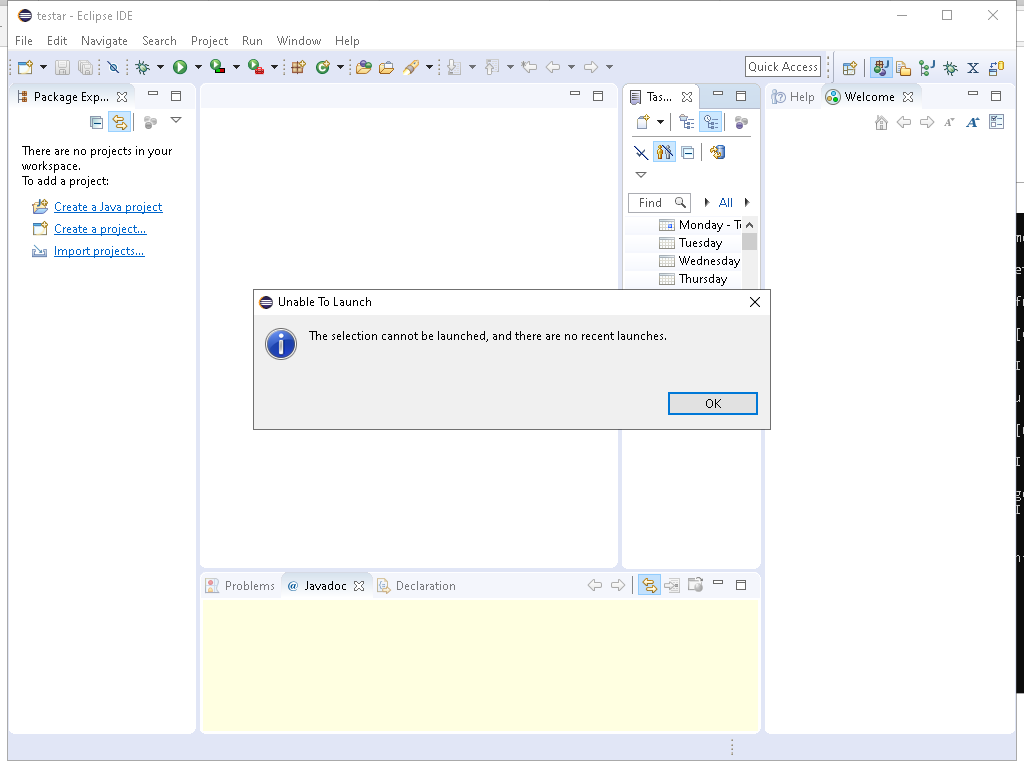 testar - Eclipse IDE
File Edit Navigate Search Project Run Window Help
Quick Access
Package Exp...
Tas...
Help
Welcome
There are no projects in your
workspace.
To add a project:
Create a Java project
Create a project...
Import projects...
Find
All
Monday - T
Tuesday
Wednesday
Thursday
Unable To Launch
The selection cannot be launched, and there are no recent launches.
OK
Problems
@ Javadoc
Declaration